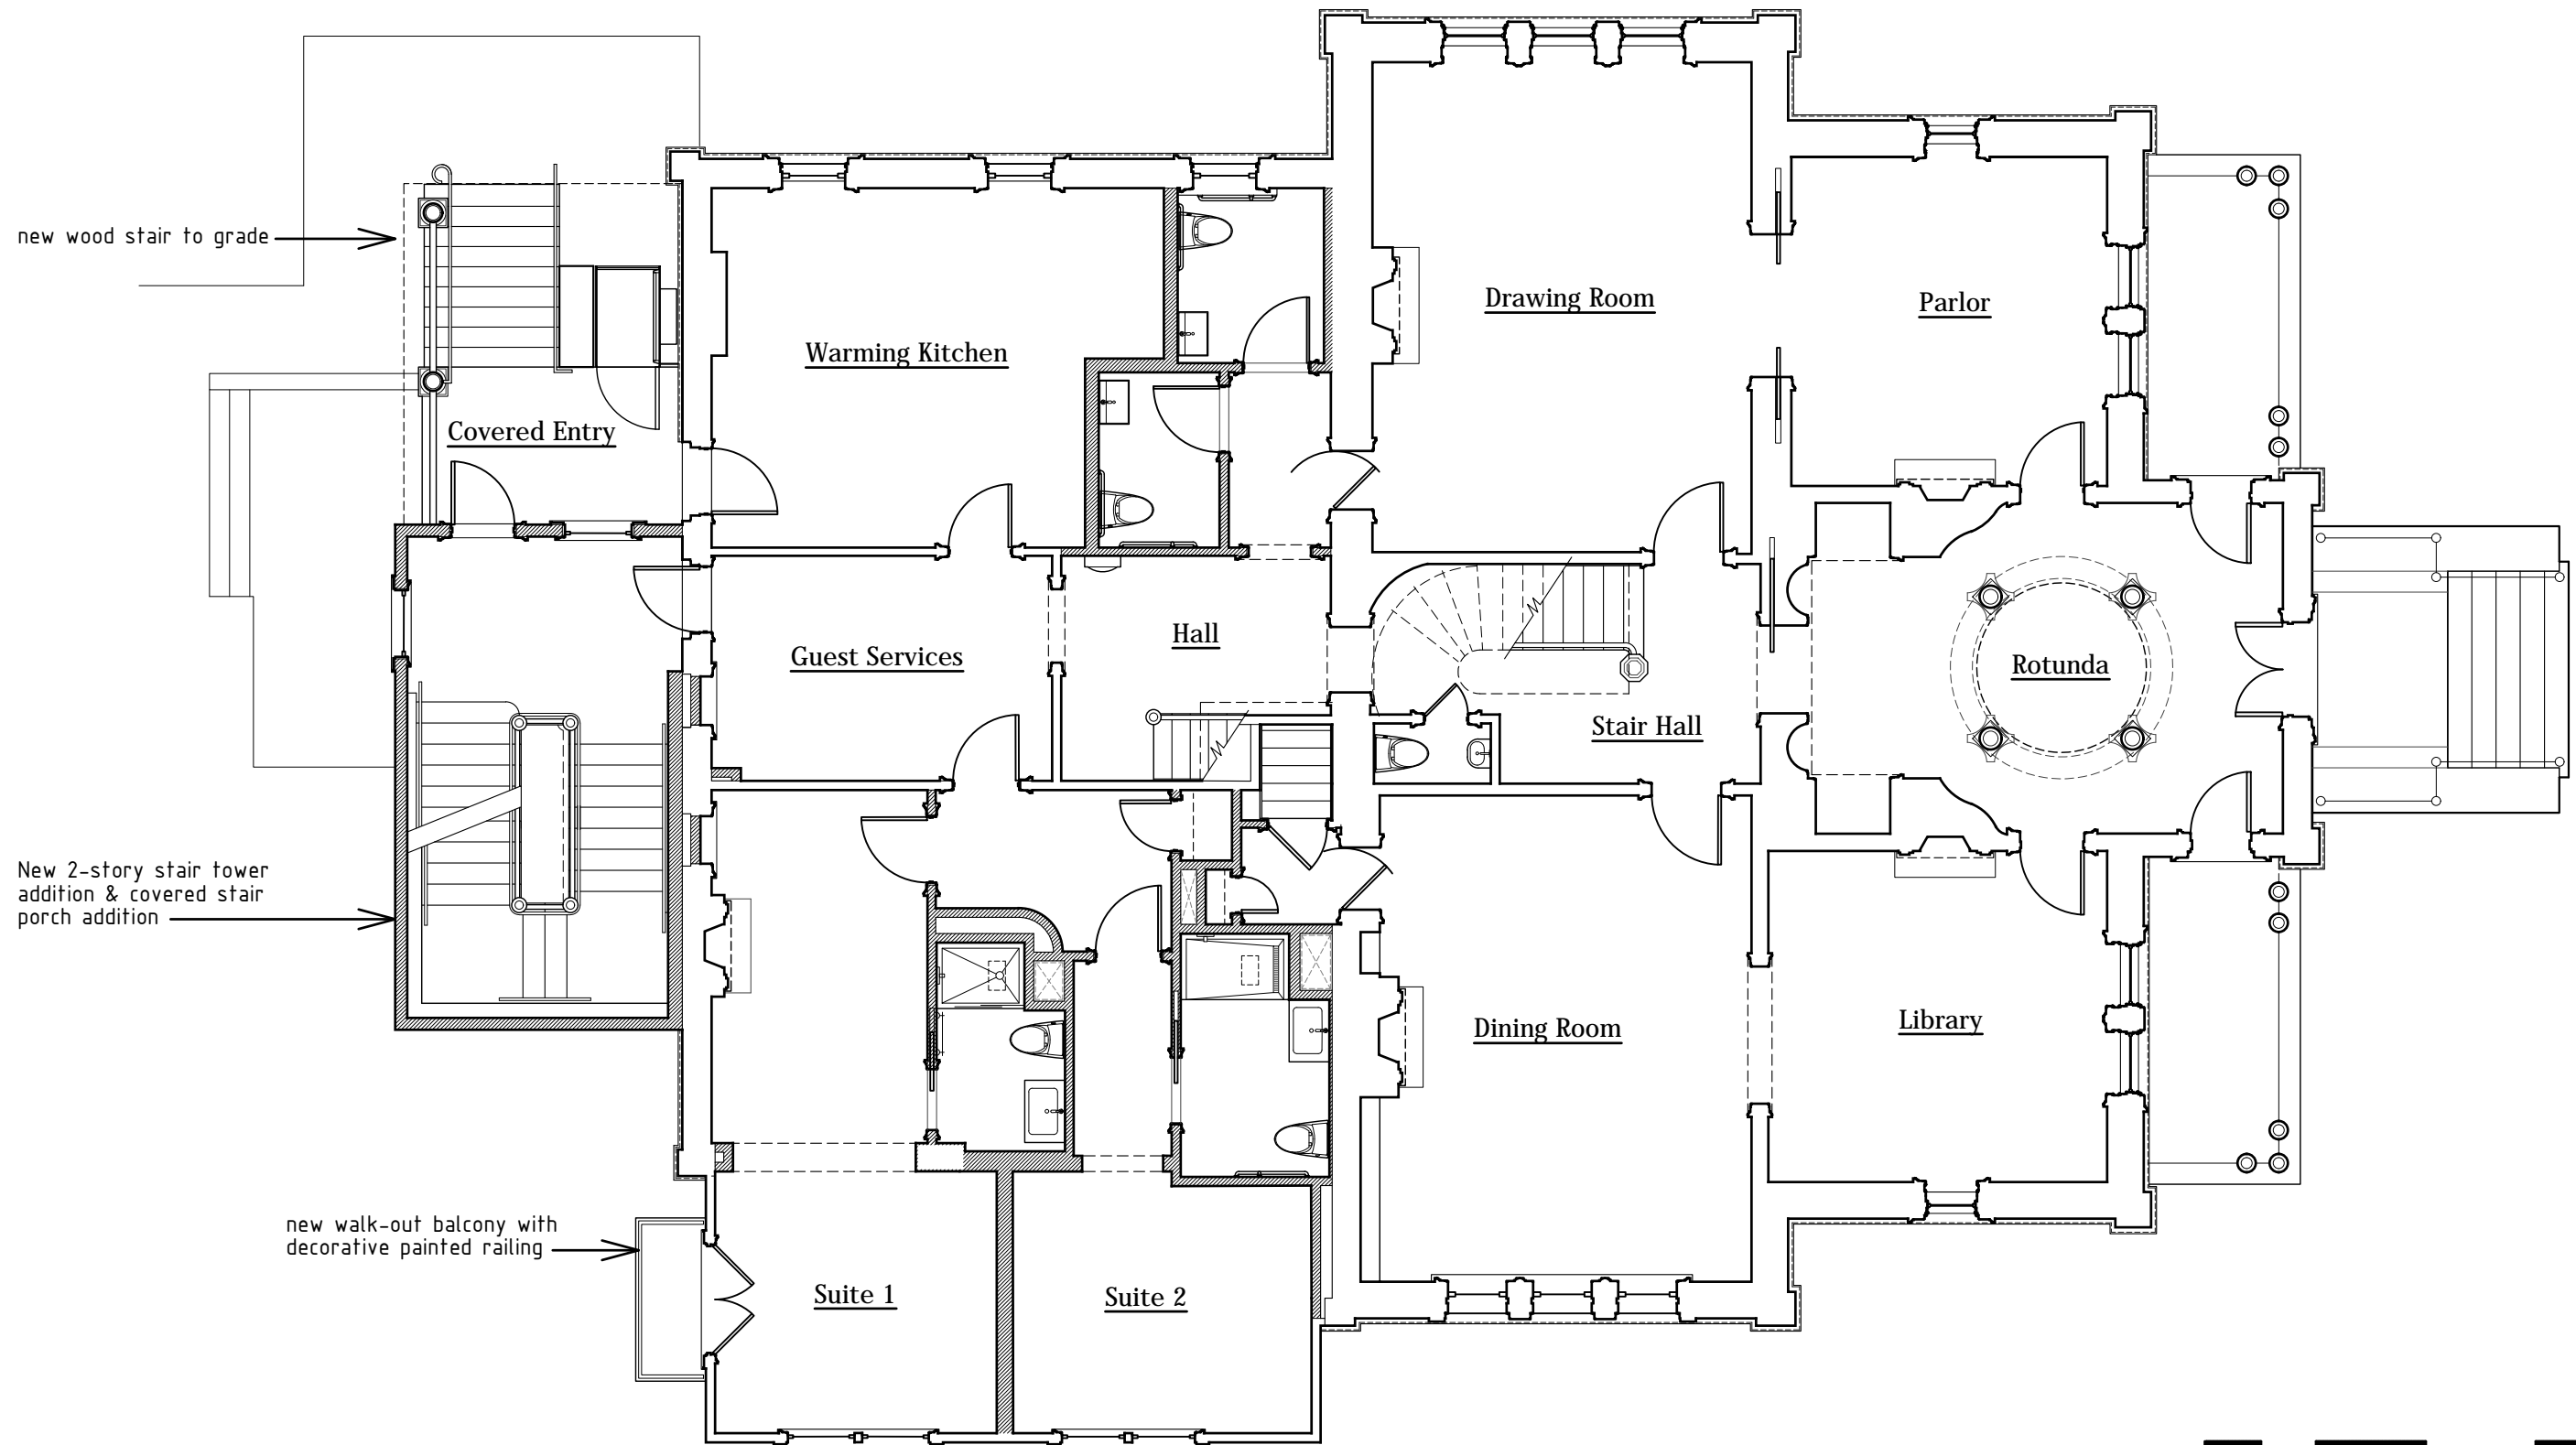 new wood stair to grade
Covered Entry
Warming Kitchen
Drawing Room
Parlor
Guest Services
Hall
Stair Hall
Rotunda
New 2-story stair tower
addition & covered stair
porch addition
Dining Room
Library
new walk-out balcony with
decorative painted railing
Suite 1
Suite 2